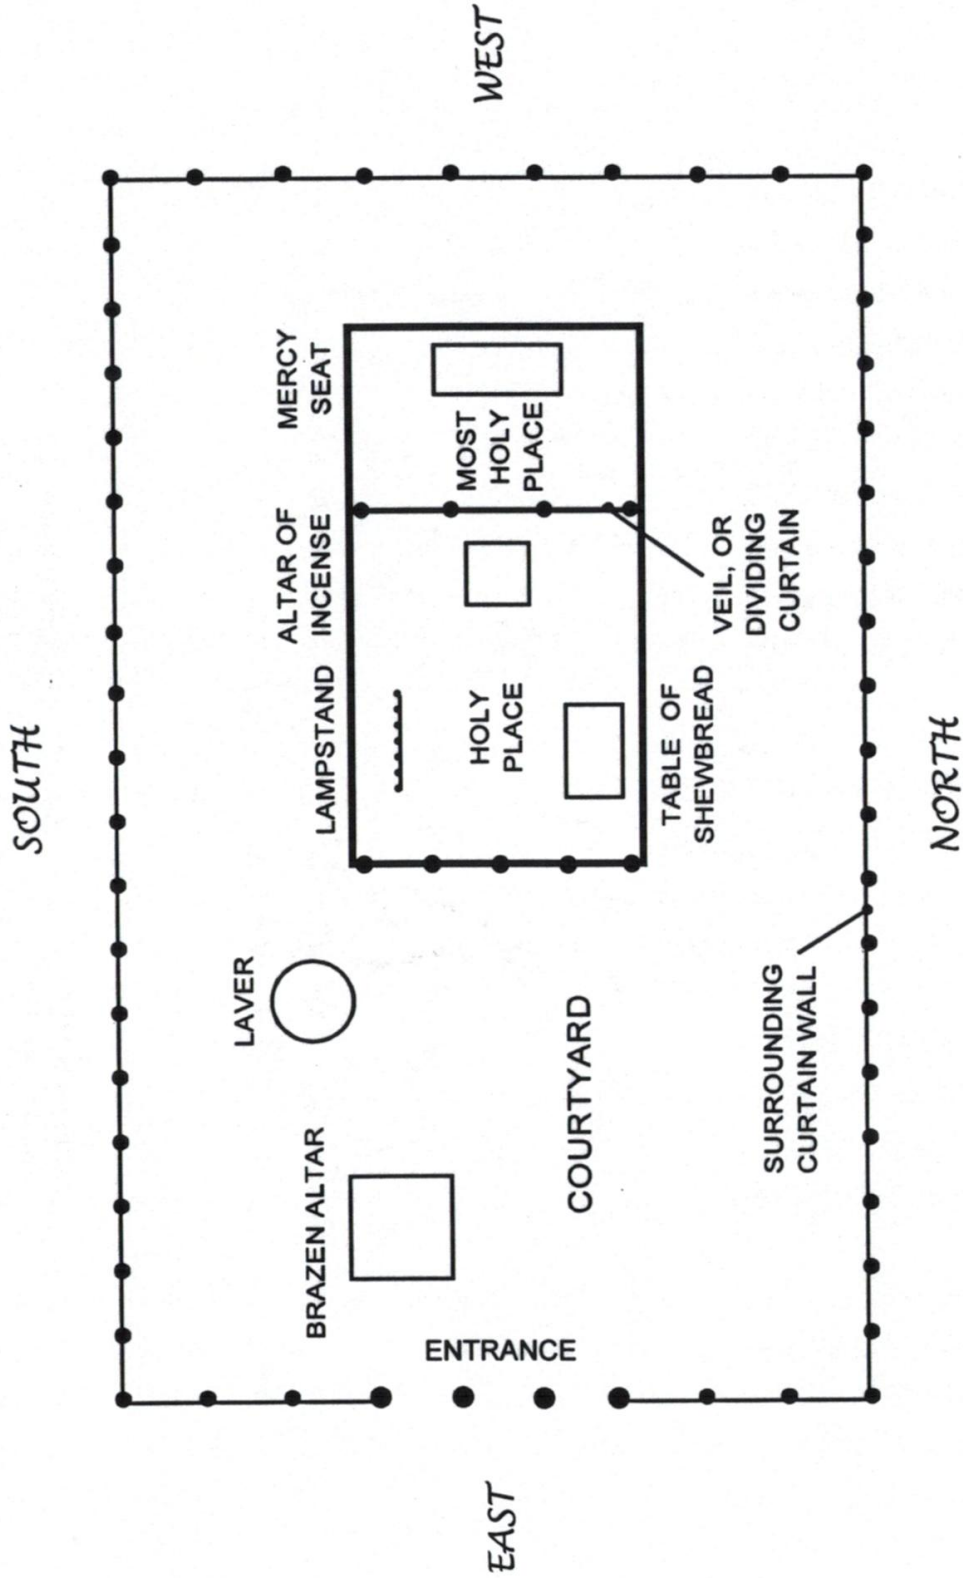 WEST
SOUTH
MERCY
SEAT
MOST
HOLY
PLACE
ALTAR OF
INCENSE
VEIL, OR
DIVIDING
CURTAIN
LAMPSTAND
HOLY
PLACE
TABLE OF
SHEWBREAD
NORTH
LAVER
COURTYARD
SURROUNDING
CURTAIN WALL
BRAZEN ALTAR
ENTRANCE
EAST